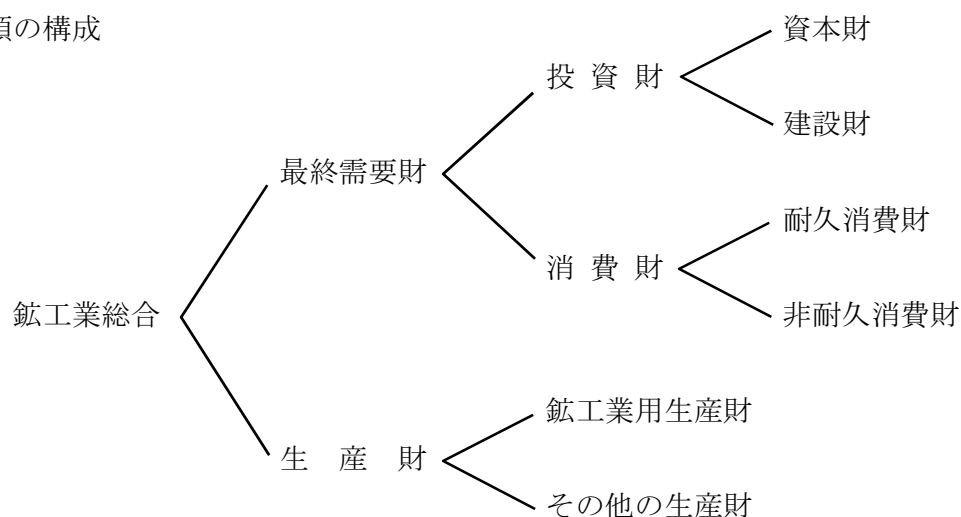 の構成
資本財
投資財
建設財
最終需要財
耐久消費財
消費財
鉱工業総合
非耐久消費財
鉱工業用生産財
生産財
その他の生産財